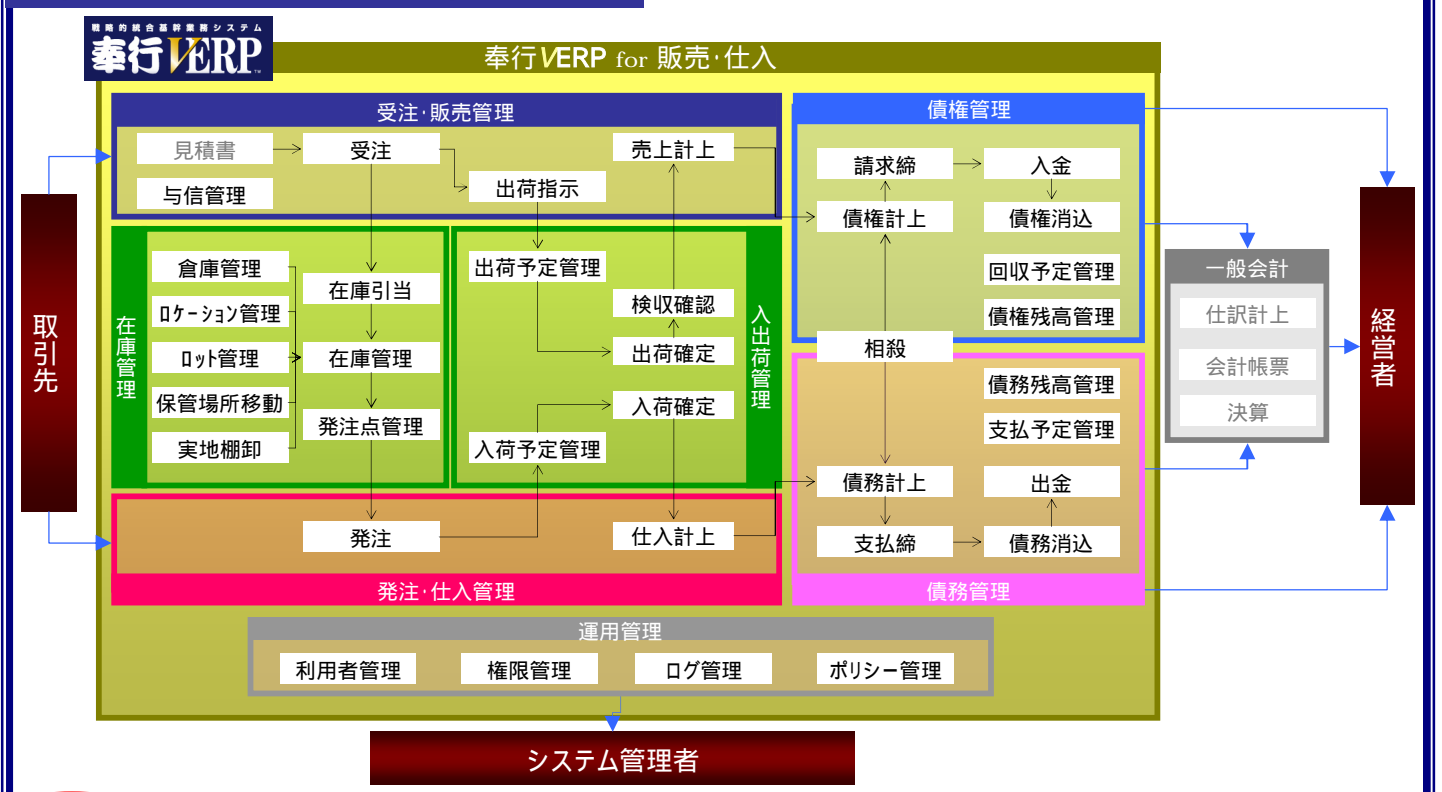 戦略的統合基幹業務システム
奉行VERP™
奉行VERP for 販売・仕入
受注・販売管理
見積書
受注
売上計上
与信管理
出荷指示
債権管理
請求締
入金
債権計上
債権消込
回収予定管理
債権残高管理
在庫管理
倉庫管理
ロケーション管理
ロット管理
保管場所移動
実地棚卸
在庫引当
在庫管理
発注点管理
入出荷管理
出荷予定管理
検収確認
出荷確定
入荷確定
入荷予定管理
相殺
債務残高管理
支払予定管理
債務計上
出金
支払締
債務消込
債務管理
発注
仕入計上
発注・仕入管理
一般会計
仕訳計上
会計帳票
決算
取引先
経営者
運用管理
利用者管理
権限管理
ログ管理
ポリシー管理
システム管理者